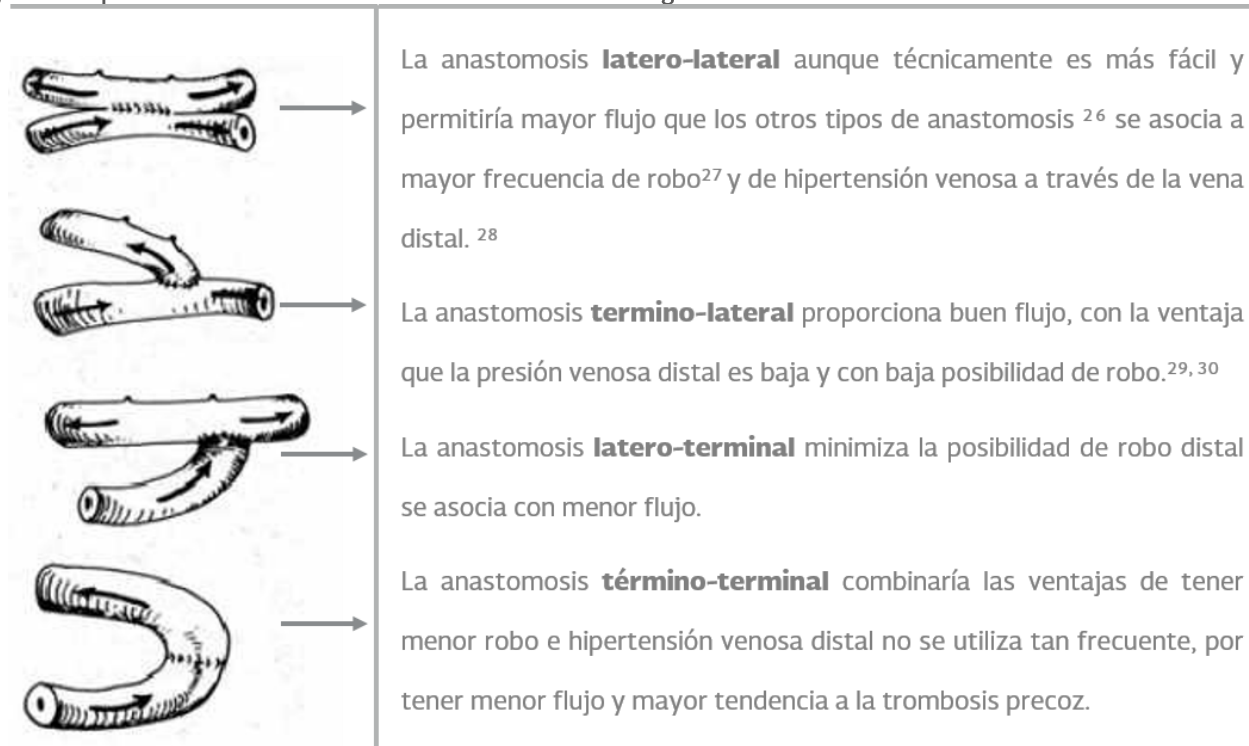 La anastomosis latero-lateral aunque técnicamente es más fácil y
permitiría mayor flujo que los otros tipos de anastomosis 26 se asocia a
mayor frecuencia de robo27 y de hipertensión venosa a través de la vena
distal. 28
La anastomosis termino-lateral proporciona buen flujo, con la ventaja
que la presión venosa distal es baja y con baja posibilidad de robo.29, 30
La anastomosis latero-terminal minimiza la posibilidad de robo distal
se asocia con menor flujo.
La anastomosis término-terminal combinaría las ventajas de tener
menor robo e hipertensión venosa distal no se utiliza tan frecuente, por
tener menor flujo y mayor tendencia a la trombosis precoz.